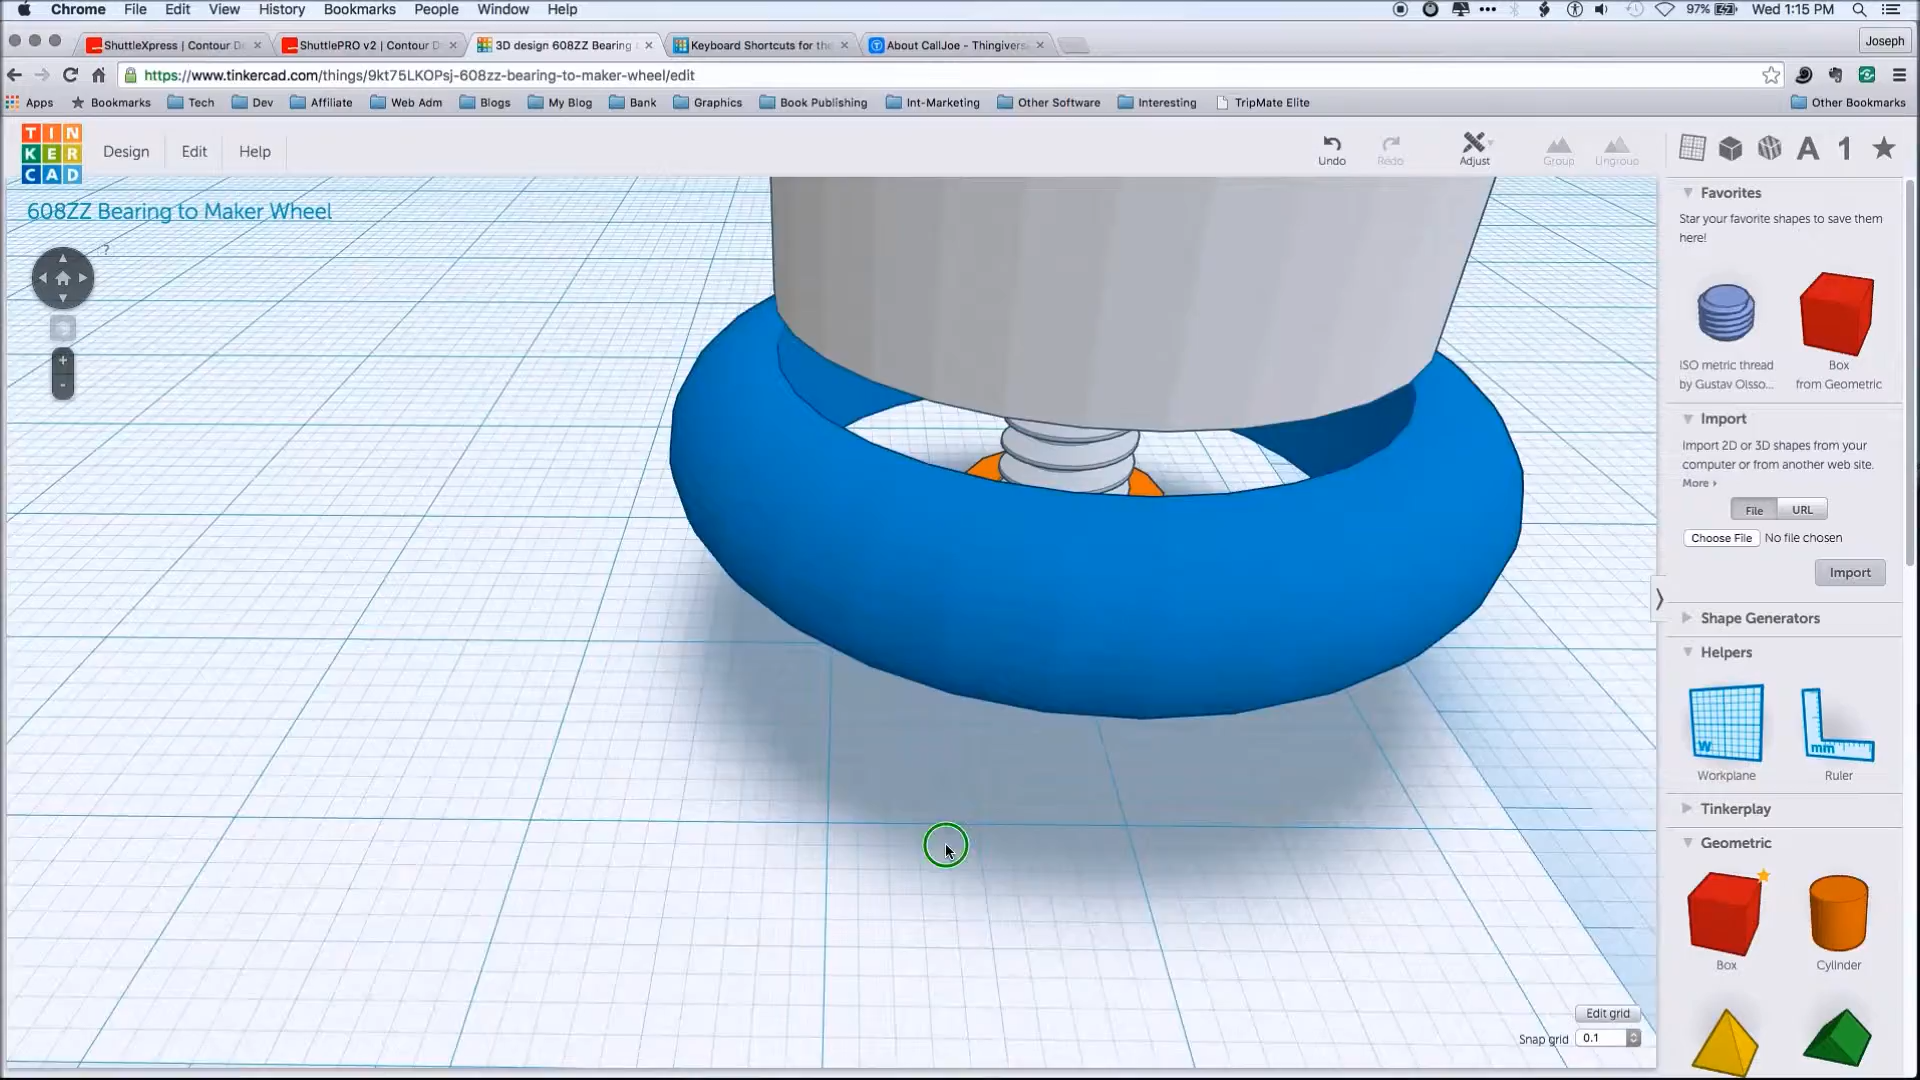 Chrome File Edit View History Bookmarks People Window Help 97% Wed 1:15 PM
ShuttleXpress | Contour De ShuttlePRO v2 | Contour D 3D design 608ZZ Bearing Keyboard Shortcuts for the About CallJoe - Thingivers Joseph
https://www.tinkercad.com/things/9kt75LKOPsj-608zz-bearing-to-maker-wheel/edit
Apps Bookmarks Tech Dev Affiliate Web Adm Blogs My Blog Bank Graphics Book Publishing Int-Marketing Other Software Interesting TripMate Elite Other Bookmarks
TIN
KER
CAD
Design Edit Help
Undo Redo Adjust Group Ungroup
A 1
608ZZ Bearing to Maker Wheel
?
+
-
Favorites
Star your favorite shapes to save them
here!
ISO metric thread
by Gustav Olsso...
Box
from Geometric
Import
Import 2D or 3D shapes from your
computer or from another web site.
More
File URL
Choose File No file chosen
Import
Shape Generators
Helpers
W mm
Workplane Ruler
Tinkerplay
Geometric
Box Cylinder
Edit grid
Snap grid 0.1